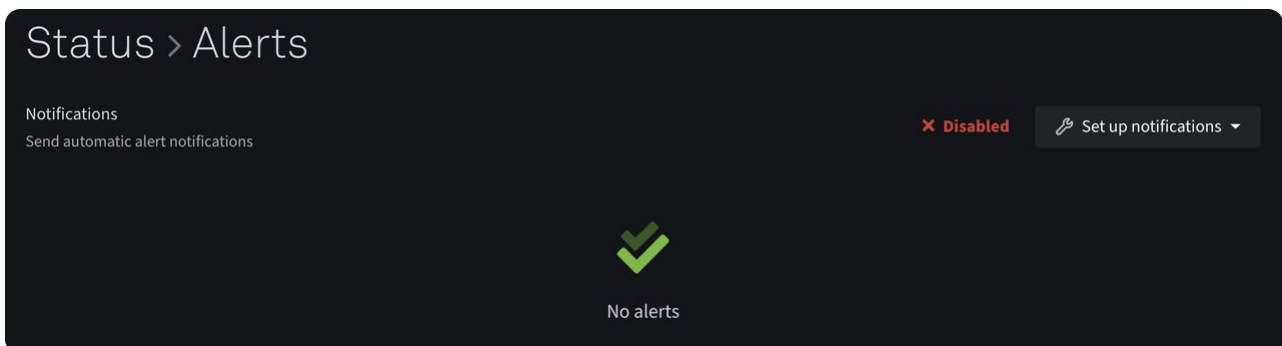 Status > Alerts
Notifications
Send automatic alert notifications
Disabled
Set up notifications
No alerts